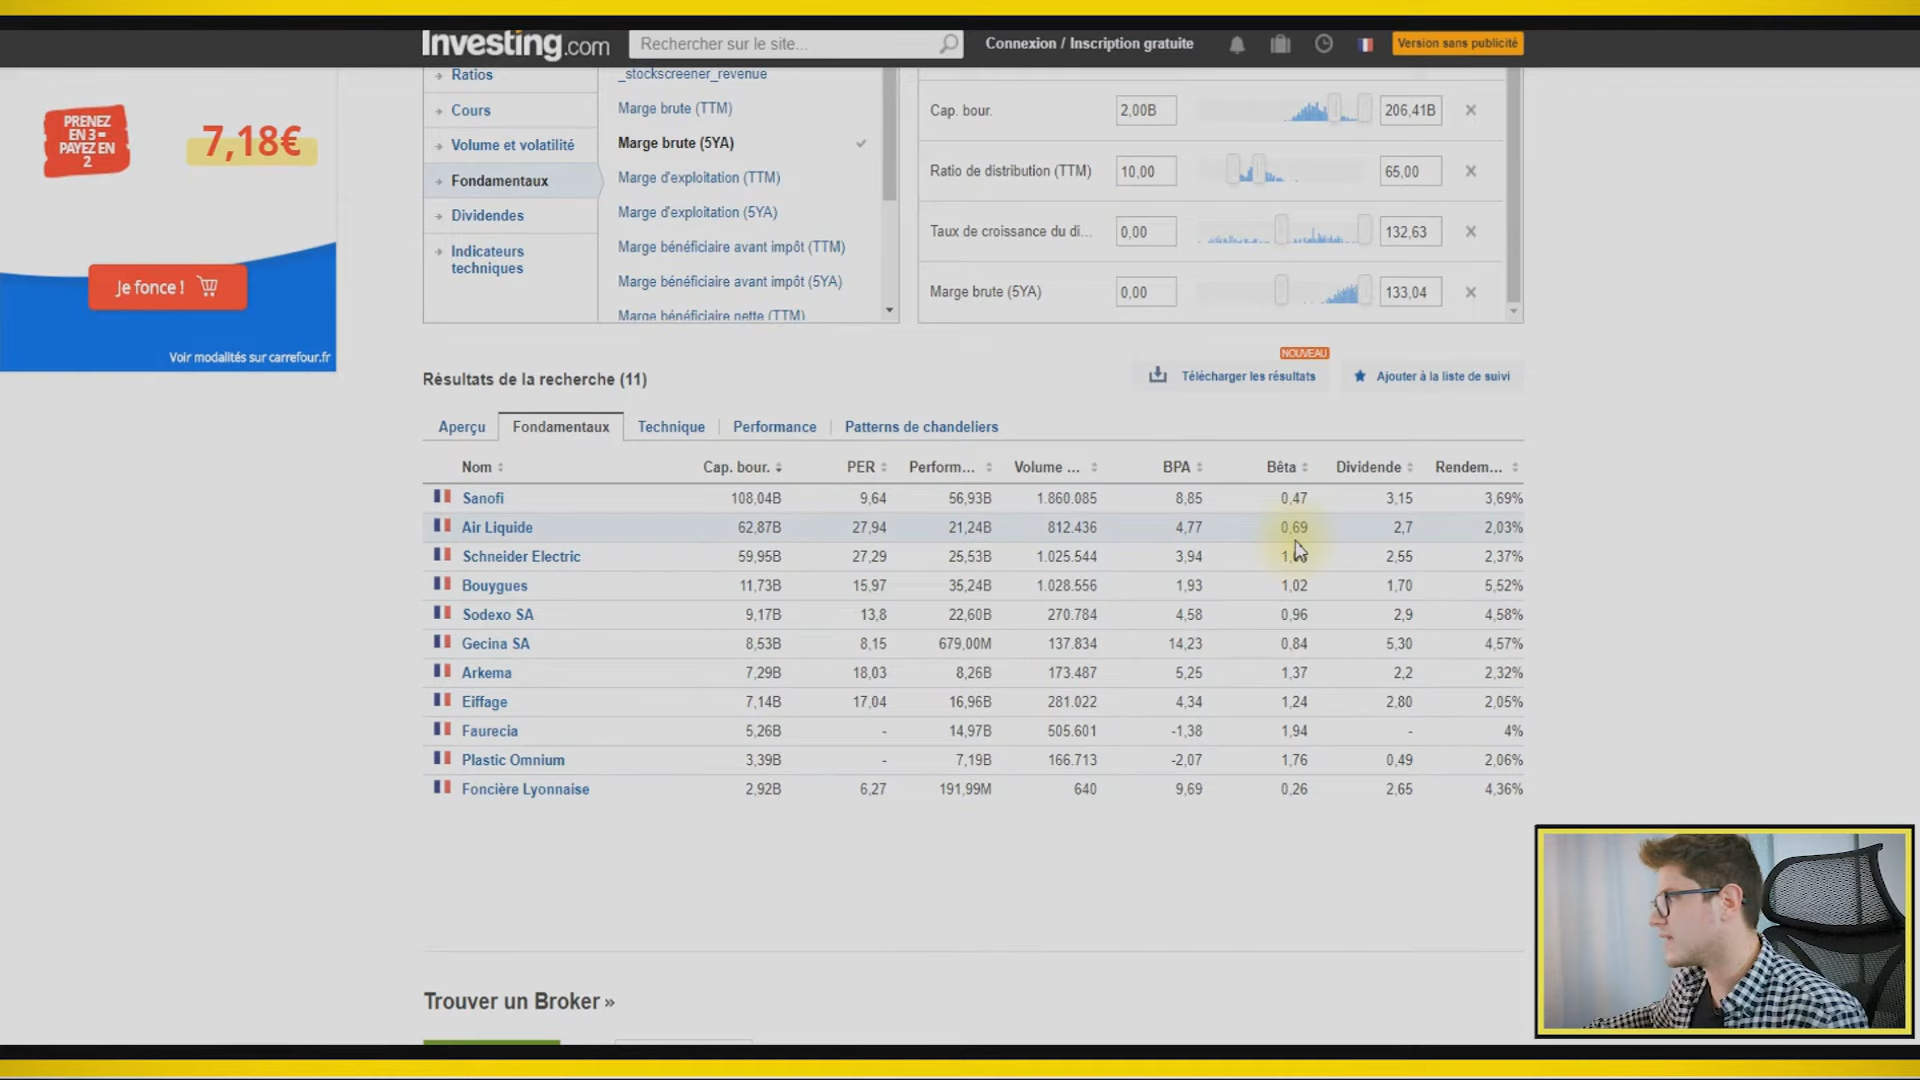 Investing.com
Rechercher sur le site...
Connexion / Inscription gratuite
Version sans publicité
PRENEZ
EN 3 =
PAYEZ EN
2
7,18€
Je fonce !
Voir modalités sur carrefour.fr
Ratios
Cours
Volume et volatilité
Fondamentaux
Dividendes
Indicateurs
techniques
_stockscreener_revenue
Marge brute (TTM)
Marge brute (5YA)
Marge d'exploitation (TTM)
Marge d'exploitation (5YA)
Marge bénéficiaire avant impôt (TTM)
Marge bénéficiaire avant impôt (5YA)
Marge bénéficiaire nette (TTM)
Cap. bour. 2,00B 206,41B
Ratio de distribution (TTM) 10,00 65,00
Taux de croissance du di... 0,00 132,63
Marge brute (5YA) 0,00 133,04
Résultats de la recherche (11)
NOUVEAU
Télécharger les résultats
Ajouter à la liste de suivi
Aperçu Fondamentaux Technique Performance Patterns de chandeliers
Nom Cap. bour. PER Perform... Volume ... BPA Bêta Dividende Rendem...
Sanofi 108,04B 9,64 56,93B 1.860.085 8,85 0,47 3,15 3,69%
Air Liquide 62,87B 27,94 21,24B 812.436 4,77 0,69 2,7 2,03%
Schneider Electric 59,95B 27,29 25,53B 1.025.544 3,94 2,55 2,37%
Bouygues 11,73B 15,97 35,24B 1.028.556 1,93 1,02 1,70 5,52%
Sodexo SA 9,17B 13,8 22,60B 270.784 4,58 0,96 2,9 4,58%
Gecina SA 8,53B 8,15 679,00M 137.834 14,23 0,84 5,30 4,57%
Arkema 7,29B 18,03 8,26B 173.487 5,25 1,37 2,2 2,32%
Eiffage 7,14B 17,04 16,96B 281.022 4,34 1,24 2,80 2,05%
Faurecia 5,26B - 14,97B 505.601 -1,38 1,94 - 4%
Plastic Omnium 3,39B - 7,19B 166.713 -2,07 1,76 0,49 2,06%
Foncière Lyonnaise 2,92B 6,27 191,99M 640 9,69 0,26 2,65 4,36%
Trouver un Broker »